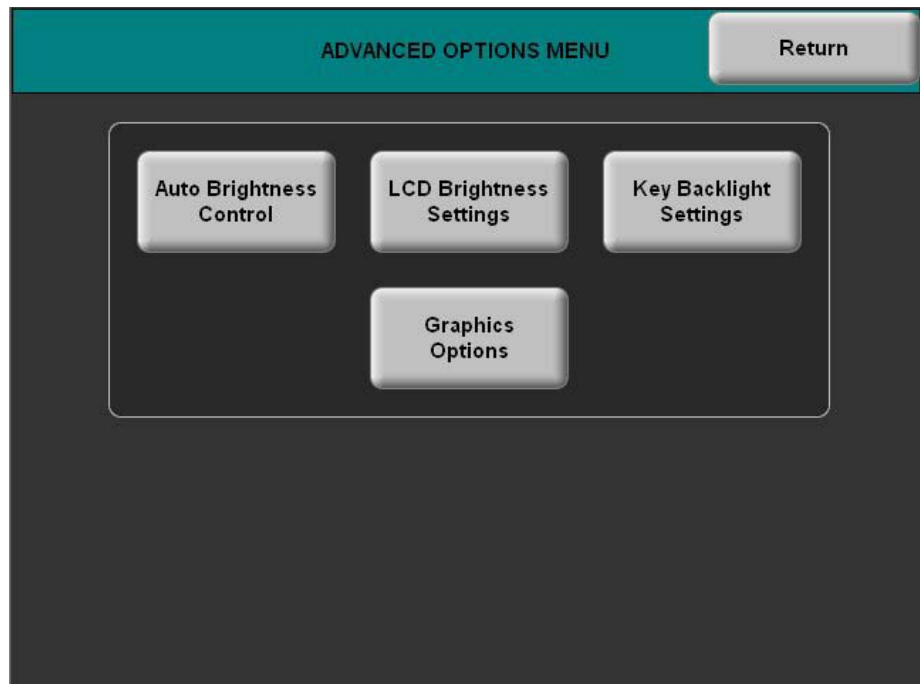 ADVANCED OPTIONS MENU
Return
Auto Brightness
Control
LCD Brightness
Settings
Key Backlight
Settings
Graphics
Options